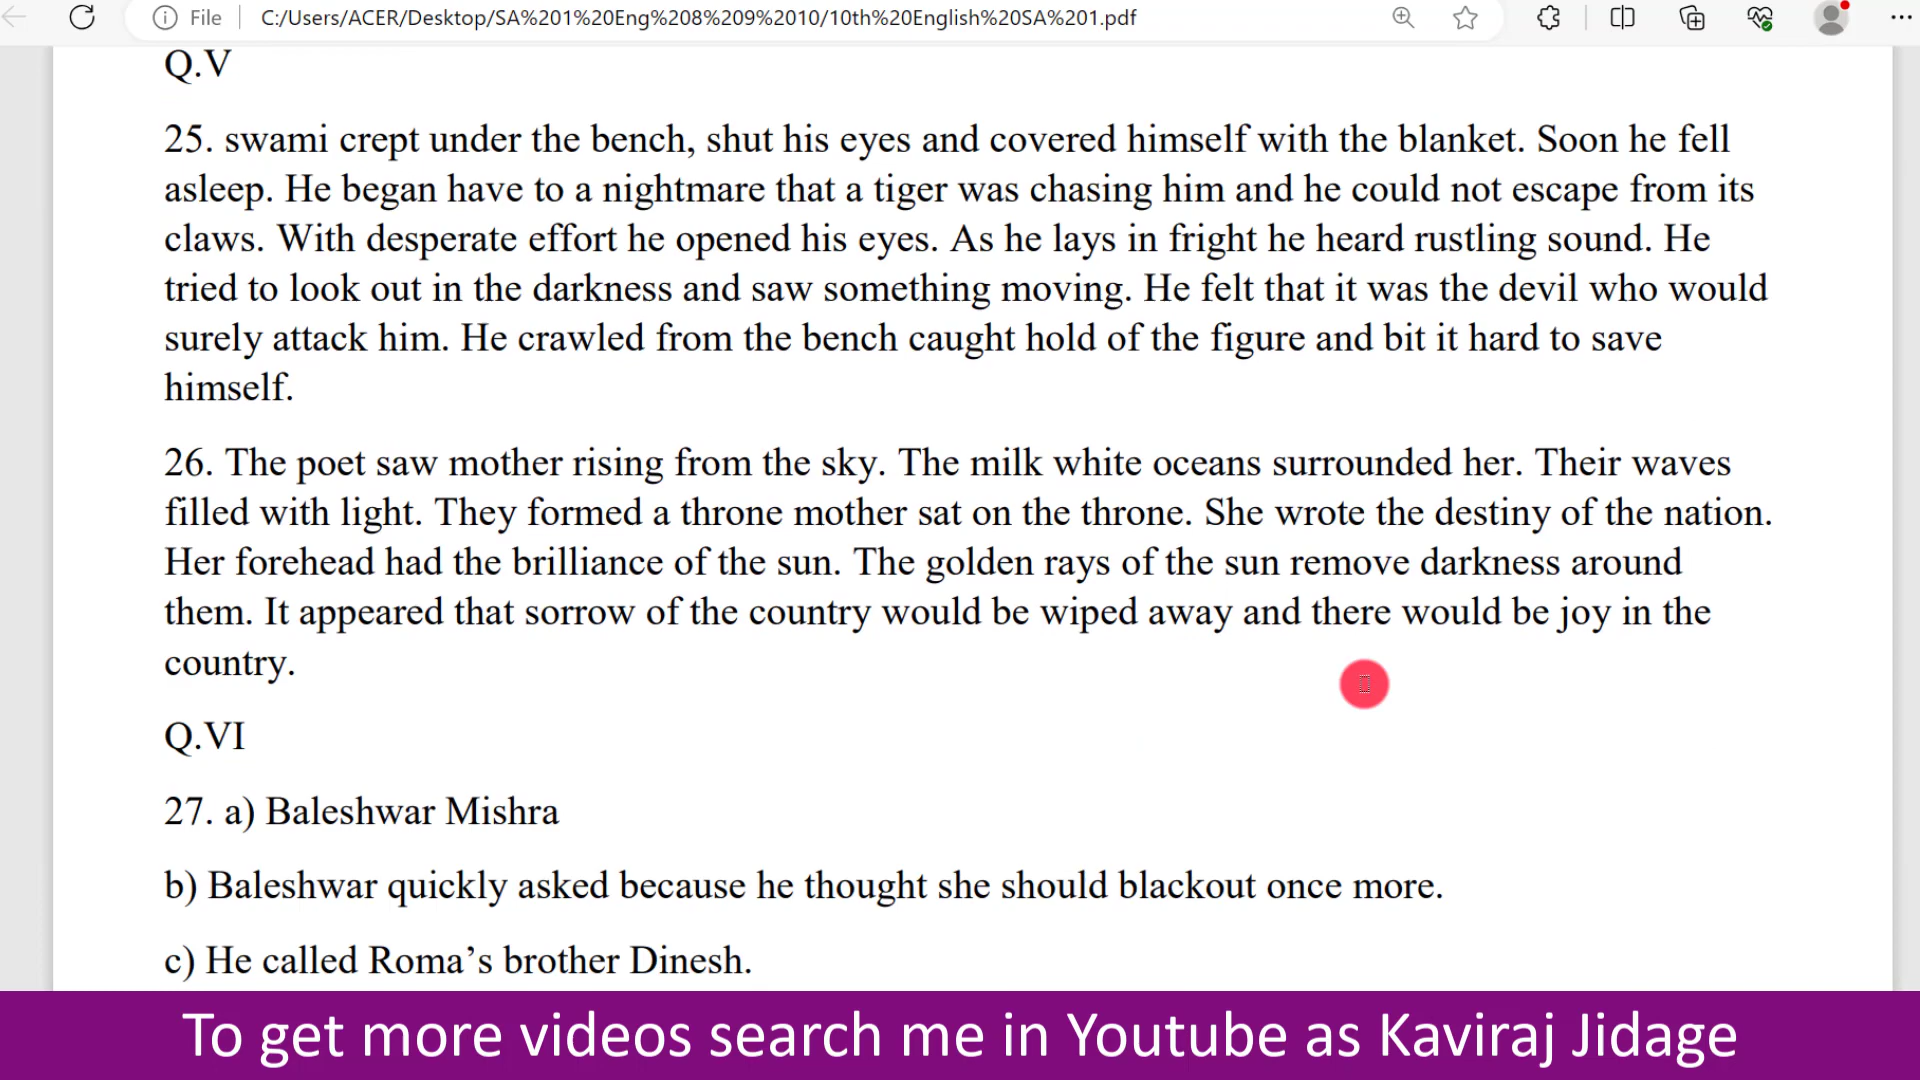 File
C:/Users/ACER/Desktop/SA%201%20Eng%208%209%2010/10th%20English%20SA%201.pdf
Q.V
25. swami crept under the bench, shut his eyes and covered himself with the blanket. Soon he fell
asleep. He began have to a nightmare that a tiger was chasing him and he could not escape from its
claws. With desperate effort he opened his eyes. As he lays in fright he heard rustling sound. He
tried to look out in the darkness and saw something moving. He felt that it was the devil who would
surely attack him. He crawled from the bench caught hold of the figure and bit it hard to save
himself.
26. The poet saw mother rising from the sky. The milk white oceans surrounded her. Their waves
filled with light. They formed a throne mother sat on the throne. She wrote the destiny of the nation.
Her forehead had the brilliance of the sun. The golden rays of the sun remove darkness around
them. It appeared that sorrow of the country would be wiped away and there would be joy in the
country.
Q.VI
27. a) Baleshwar Mishra
b) Baleshwar quickly asked because he thought she should blackout once more.
c) He called Roma’s brother Dinesh.
To get more videos search me in Youtube as Kaviraj Jidage